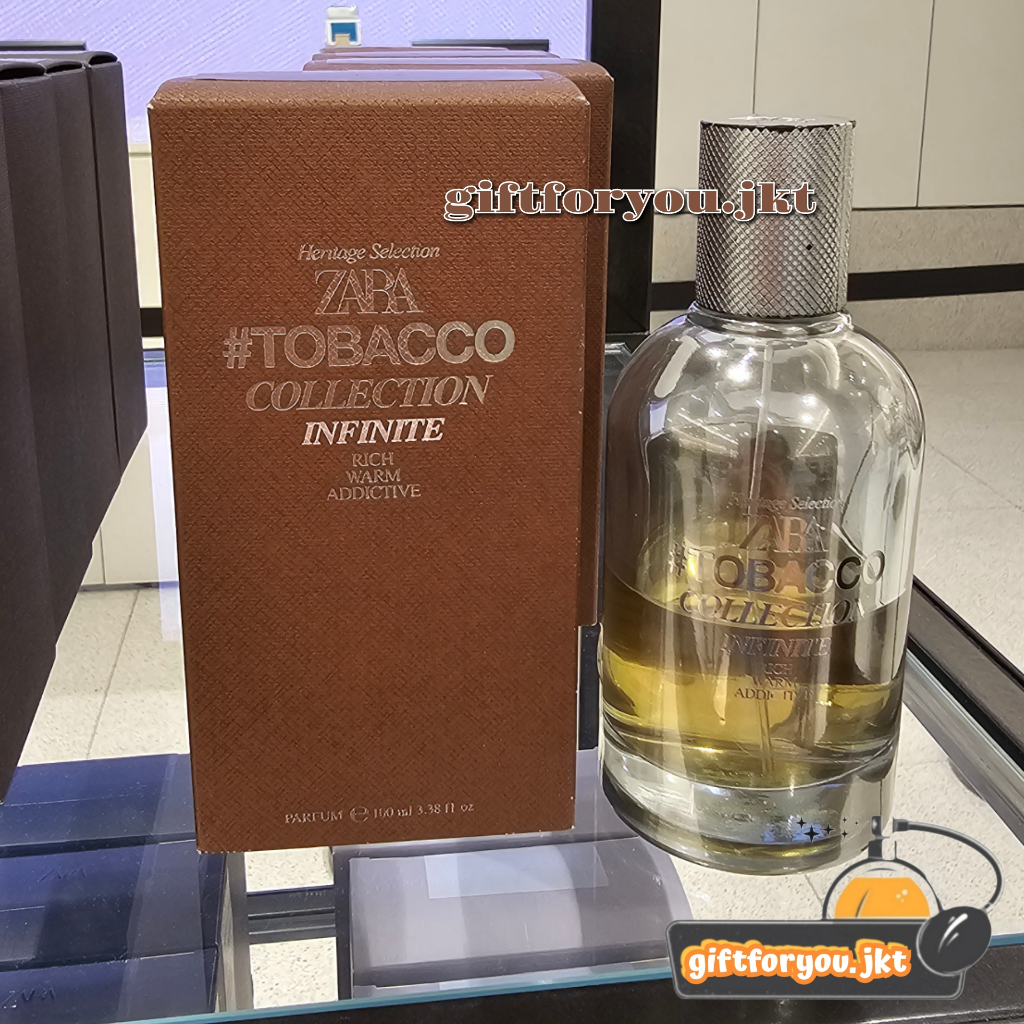 giftforyou.jkt
Heritage Selection
ZARA
#TOBACCO
COLLECTION
INFINITE
RICH
WARM
ADDICTIVE
PARFUM ℮ 100 ml 3.38 fl oz
Heritage Selection
ZARA
#TOBACCO
COLLECTION
INFINITE
RICH
WARM
ADDICTIVE
giftforyou.jkt